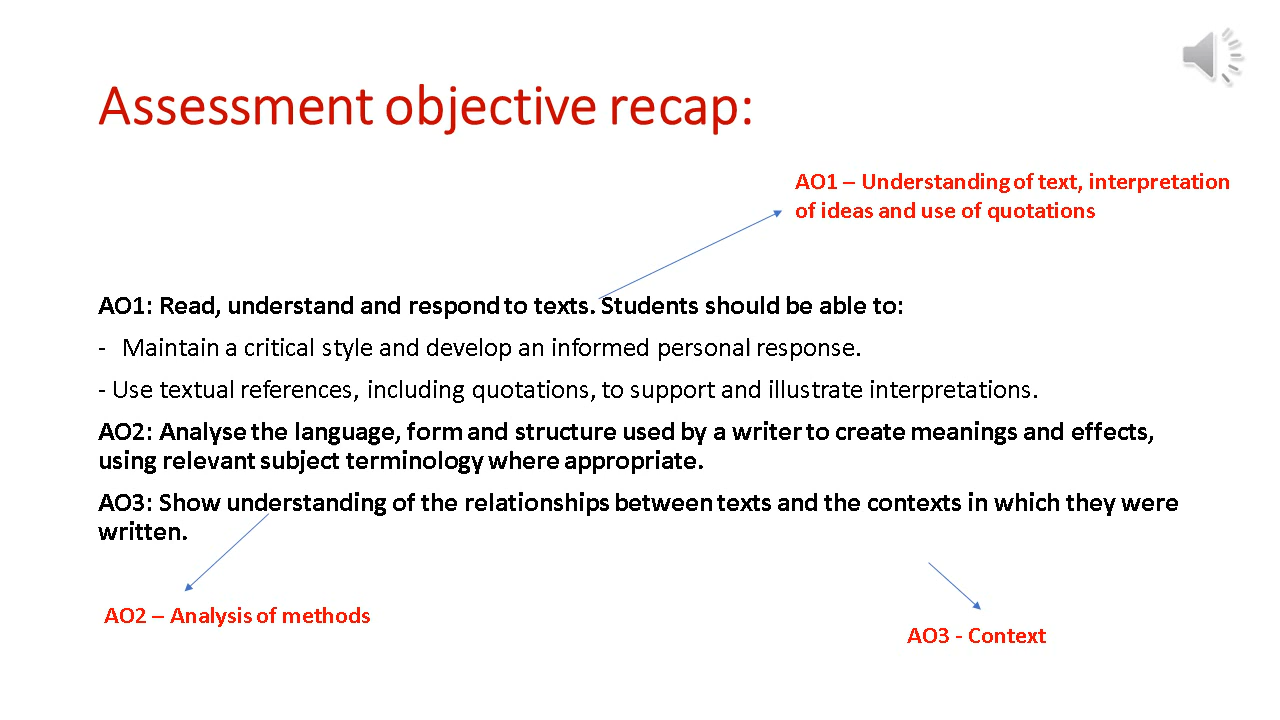 Assessment objective recap:
AO1 – Understanding of text, interpretation
of ideas and use of quotations
AO1: Read, understand and respond to texts. Students should be able to:
- Maintain a critical style and develop an informed personal response.
- Use textual references, including quotations, to support and illustrate interpretations.
AO2: Analyse the language, form and structure used by a writer to create meanings and effects,
using relevant subject terminology where appropriate.
AO3: Show understanding of the relationships between texts and the contexts in which they were
written.
AO2 – Analysis of methods
AO3 - Context